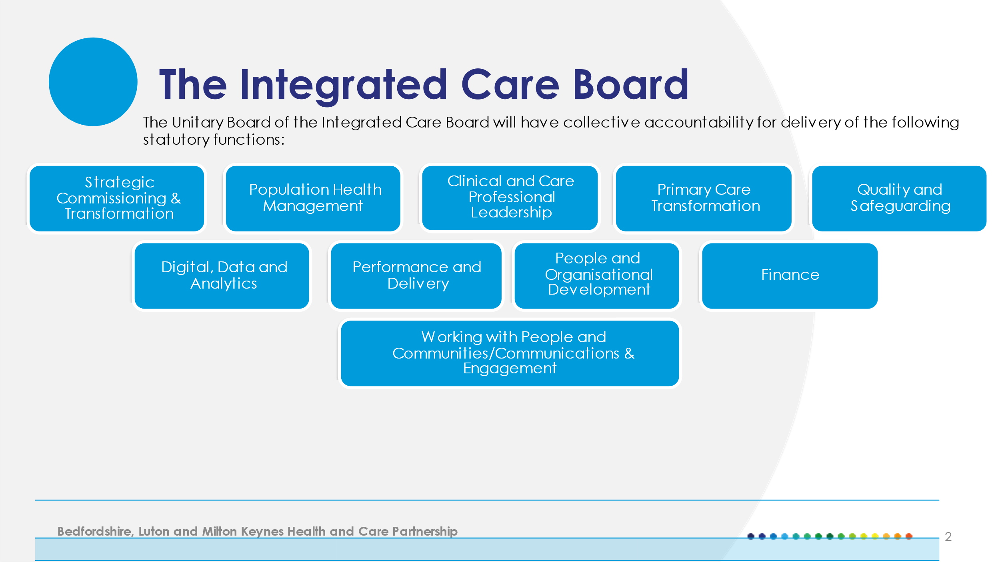 The Integrated Care Board
The Unitary Board of the Integrated Care Board will have collective accountability for delivery of the following
statutory functions:
Strategic
Commissioning &
Transformation
Population Health
Management
Clinical and Care
Professional
Leadership
Primary Care
Transformation
Quality and
Safeguarding
Digital, Data and
Analytics
Performance and
Delivery
People and
Organisational
Development
Finance
Working with People and
Communities/Communications &
Engagement
Bedfordshire, Luton and Milton Keynes Health and Care Partnership
2